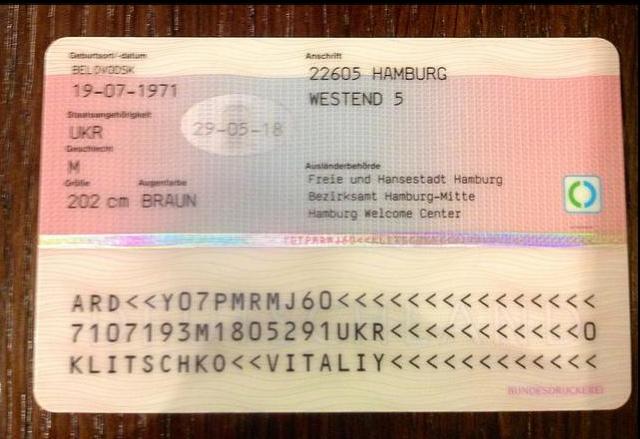 Geburtsort/-datum
BELOVODSK
19-07-1971
Staatsangehörigkeit
UKR
Geschlecht
M
Größe Augenfarbe
202 cm BRAUN
29-05-18
Anschrift
22605 HAMBURG
WESTEND 5
Ausländerbehörde
Freie und Hansestadt Hamburg
Bezirksamt Hamburg-Mitte
Hamburg Welcome Center
ARD<<Y07PMRMJ60<<<<<<<<<<<<<<<
7107193M1805291UKR<<<<<<<<<<<0
KLITSCHKO<<VITALIY<<<<<<<<<<<<
BUNDESDRUCKEREI